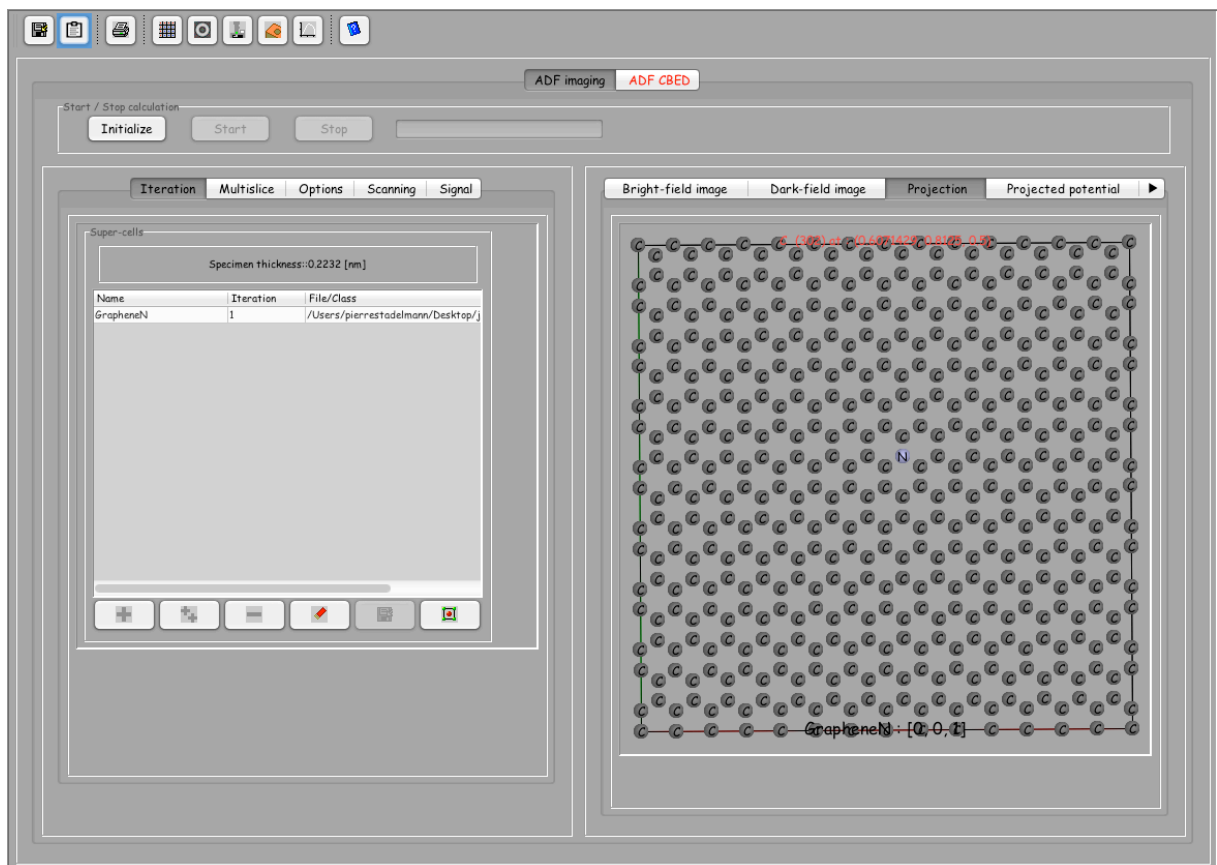 ADF imaging ADF CBED
Start / Stop calculation
Initialize Start Stop
Iteration Multislice Options Scanning Signal
Super-cells
Specimen thickness::0.2232 [nm]
Name Iteration File/Class
GrapheneN 1 /Users/pierrestadelmann/Desktop/j
Bright-field image Dark-field image Projection Projected potential
N
GrapheneN : [0, 0, 1]